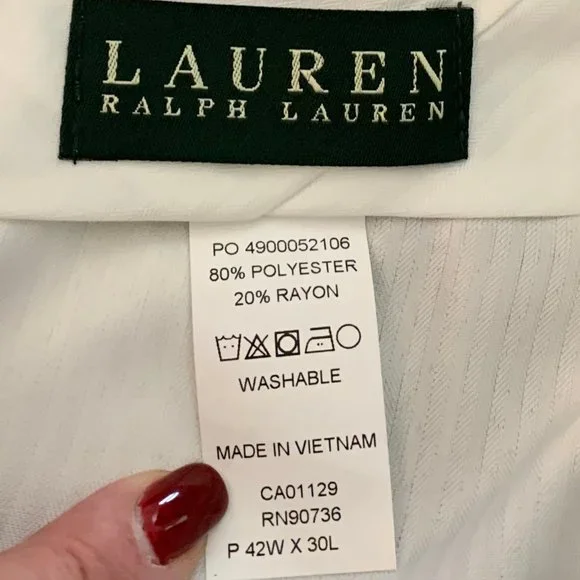 LAUREN
RALPH LAUREN
PO 4900052106
80% POLYESTER
20% RAYON
WASHABLE
MADE IN VIETNAM
CA01129
RN90736
P 42W X 30L